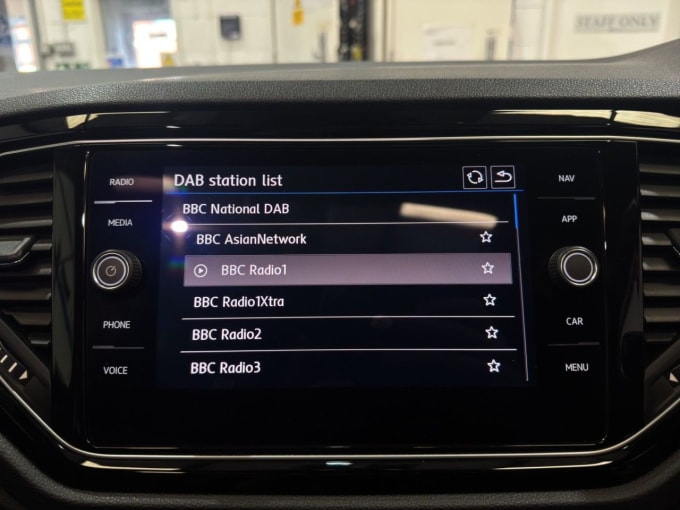 STAFF ONLY
RADIO
MEDIA
PHONE
VOICE
DAB station list
BBC National DAB
BBC AsianNetwork
BBC Radio1
BBC Radio1Xtra
BBC Radio2
BBC Radio3
NAV
APP
CAR
MENU